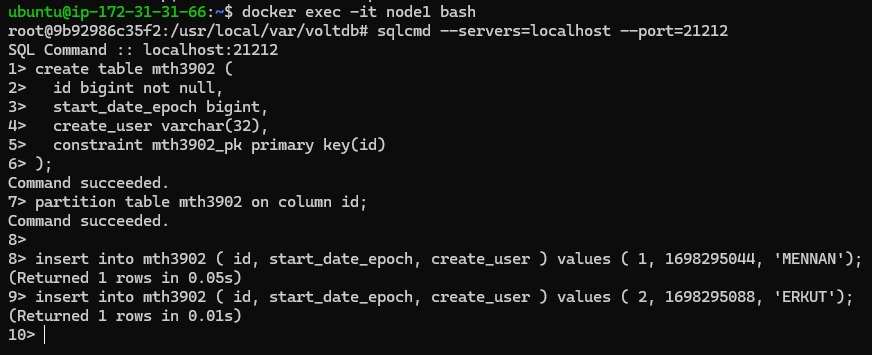 ubuntu@ip-172-31-31-66:~$ docker exec -it node1 bash
root@9b92986c35f2:/usr/local/var/voltdb# sqlcmd --servers=localhost --port=21212
SQL Command :: localhost:21212
1> create table mth3902 (
2>   id bigint not null,
3>   start_date_epoch bigint,
4>   create_user varchar(32),
5>   constraint mth3902_pk primary key(id)
6> );
Command succeeded.
7> partition table mth3902 on column id;
Command succeeded.
8>
8> insert into mth3902 ( id, start_date_epoch, create_user ) values ( 1, 1698295044, 'MENNAN');
(Returned 1 rows in 0.05s)
9> insert into mth3902 ( id, start_date_epoch, create_user ) values ( 2, 1698295088, 'ERKUT');
(Returned 1 rows in 0.01s)
10>